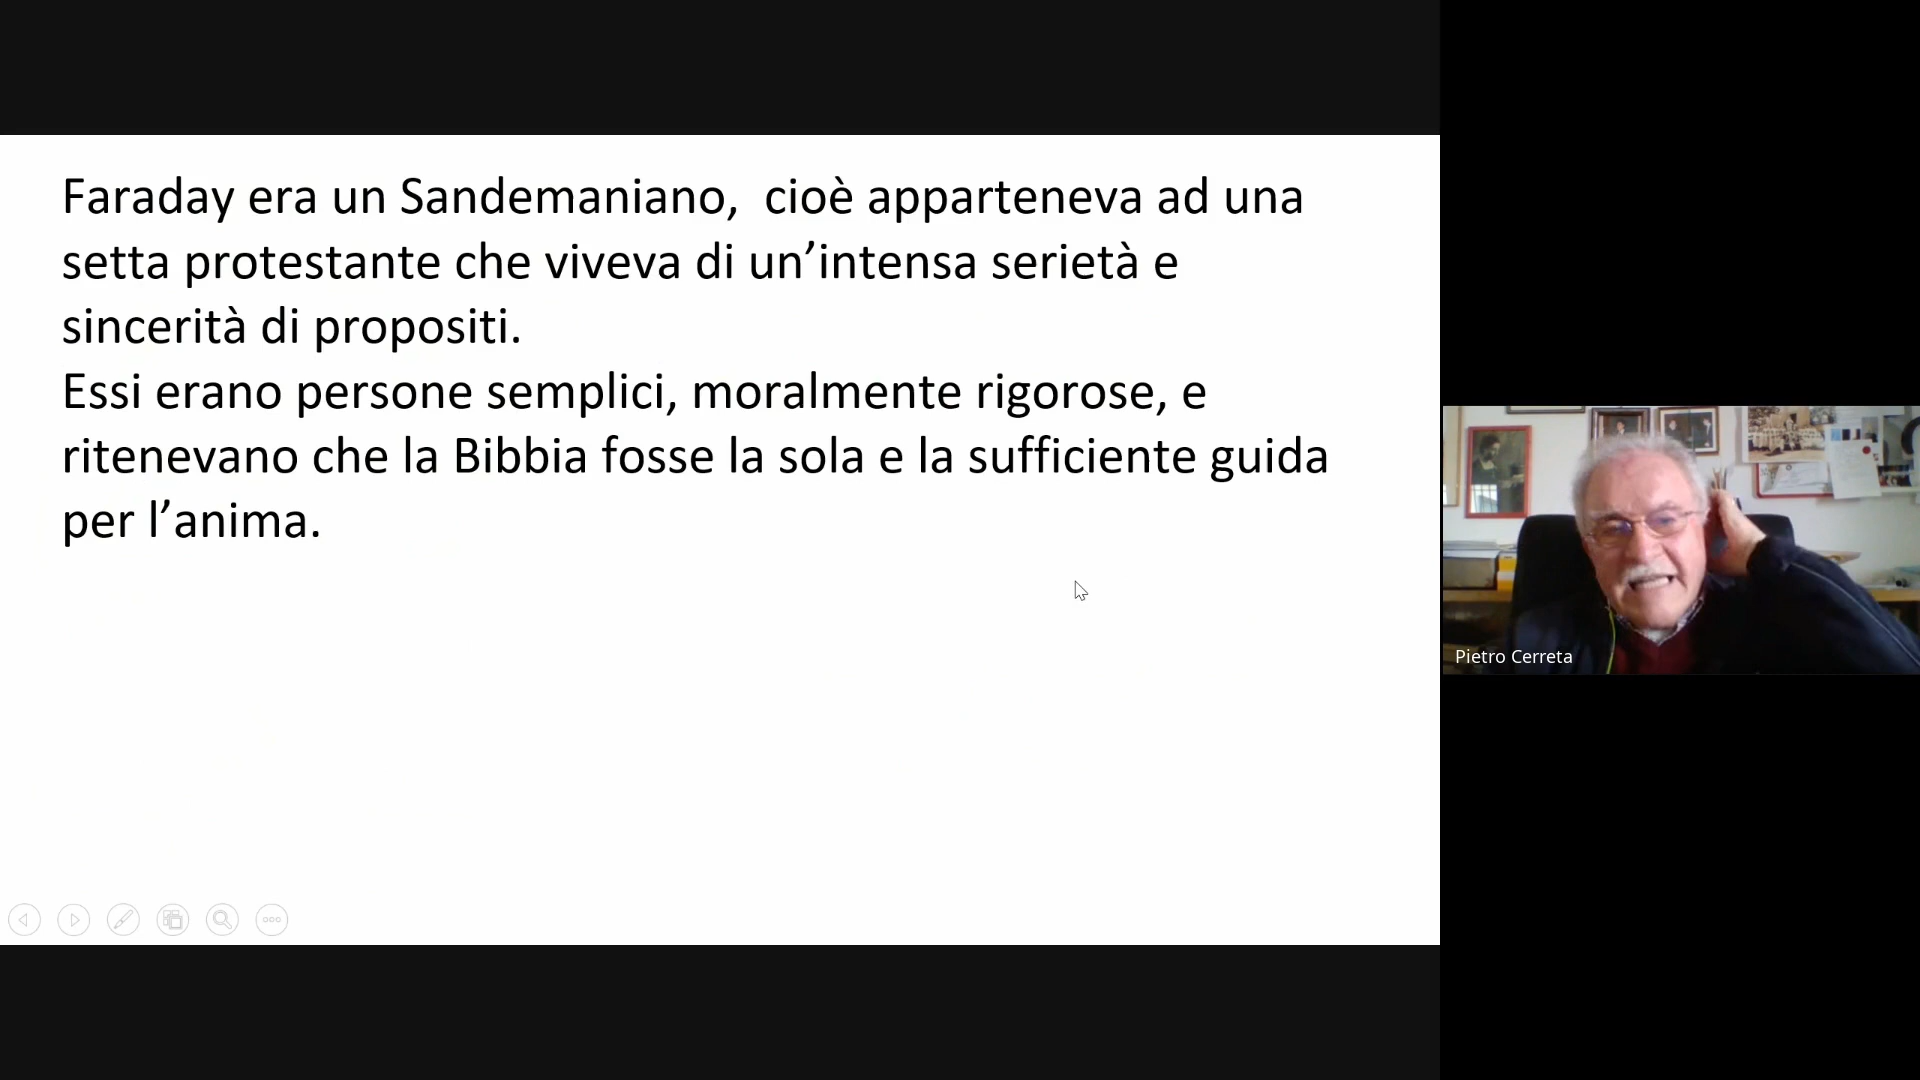 Faraday era un Sandemaniano,  cioè apparteneva ad una
setta protestante che viveva di un’intensa serietà e
sincerità di propositi.
Essi erano persone semplici, moralmente rigorose, e
ritenevano che la Bibbia fosse la sola e la sufficiente guida
per l’anima.
Pietro Cerreta